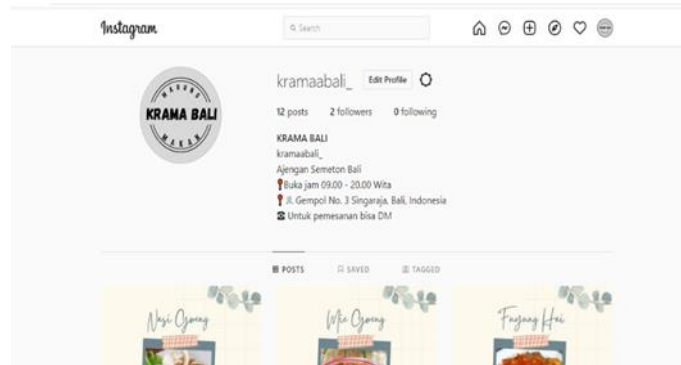 Instagram
Search
kramaabali_ Edit Profile
12 posts 2 followers 0 following
KRAMA BALI
kramaabali_
Ajengan Semeton Bali
Buka jam 09.00 - 20.00 Wita
Jl. Gempol No. 3 Singaraja, Bali, Indonesia
Untuk pemesanan bisa DM
WARUNG
KRAMA BALI
MAKAN
POSTS SAVED TAGGED
Nasi Goreng
Mie Goreng
Fuyung Hai